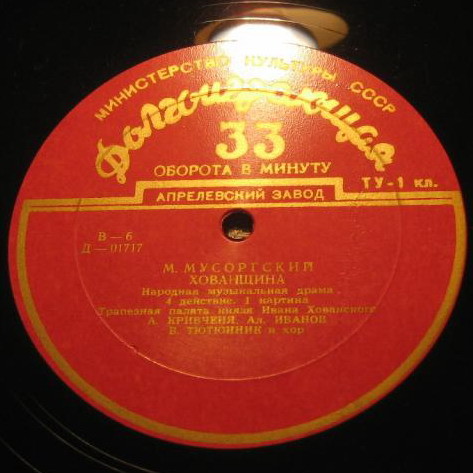 МИНИСТЕРСТВО КУЛЬТУРЫ СССР
Долгоиграющая
33
ОБОРОТА В МИНУТУ
ТУ-1 кл.
АПРЕЛЕВСКИЙ ЗАВОД
В — 6
Д — 01717
М. МУСОРГСКИЙ
ХОВАНЩИНА
Народная музыкальная драма
4 действие, 1 картина
Трапезная палата князя Ивана Хованского
А. КРИВЧЕНЯ, Ал. ИВАНОВ
В. ТЮТЮННИК и хор